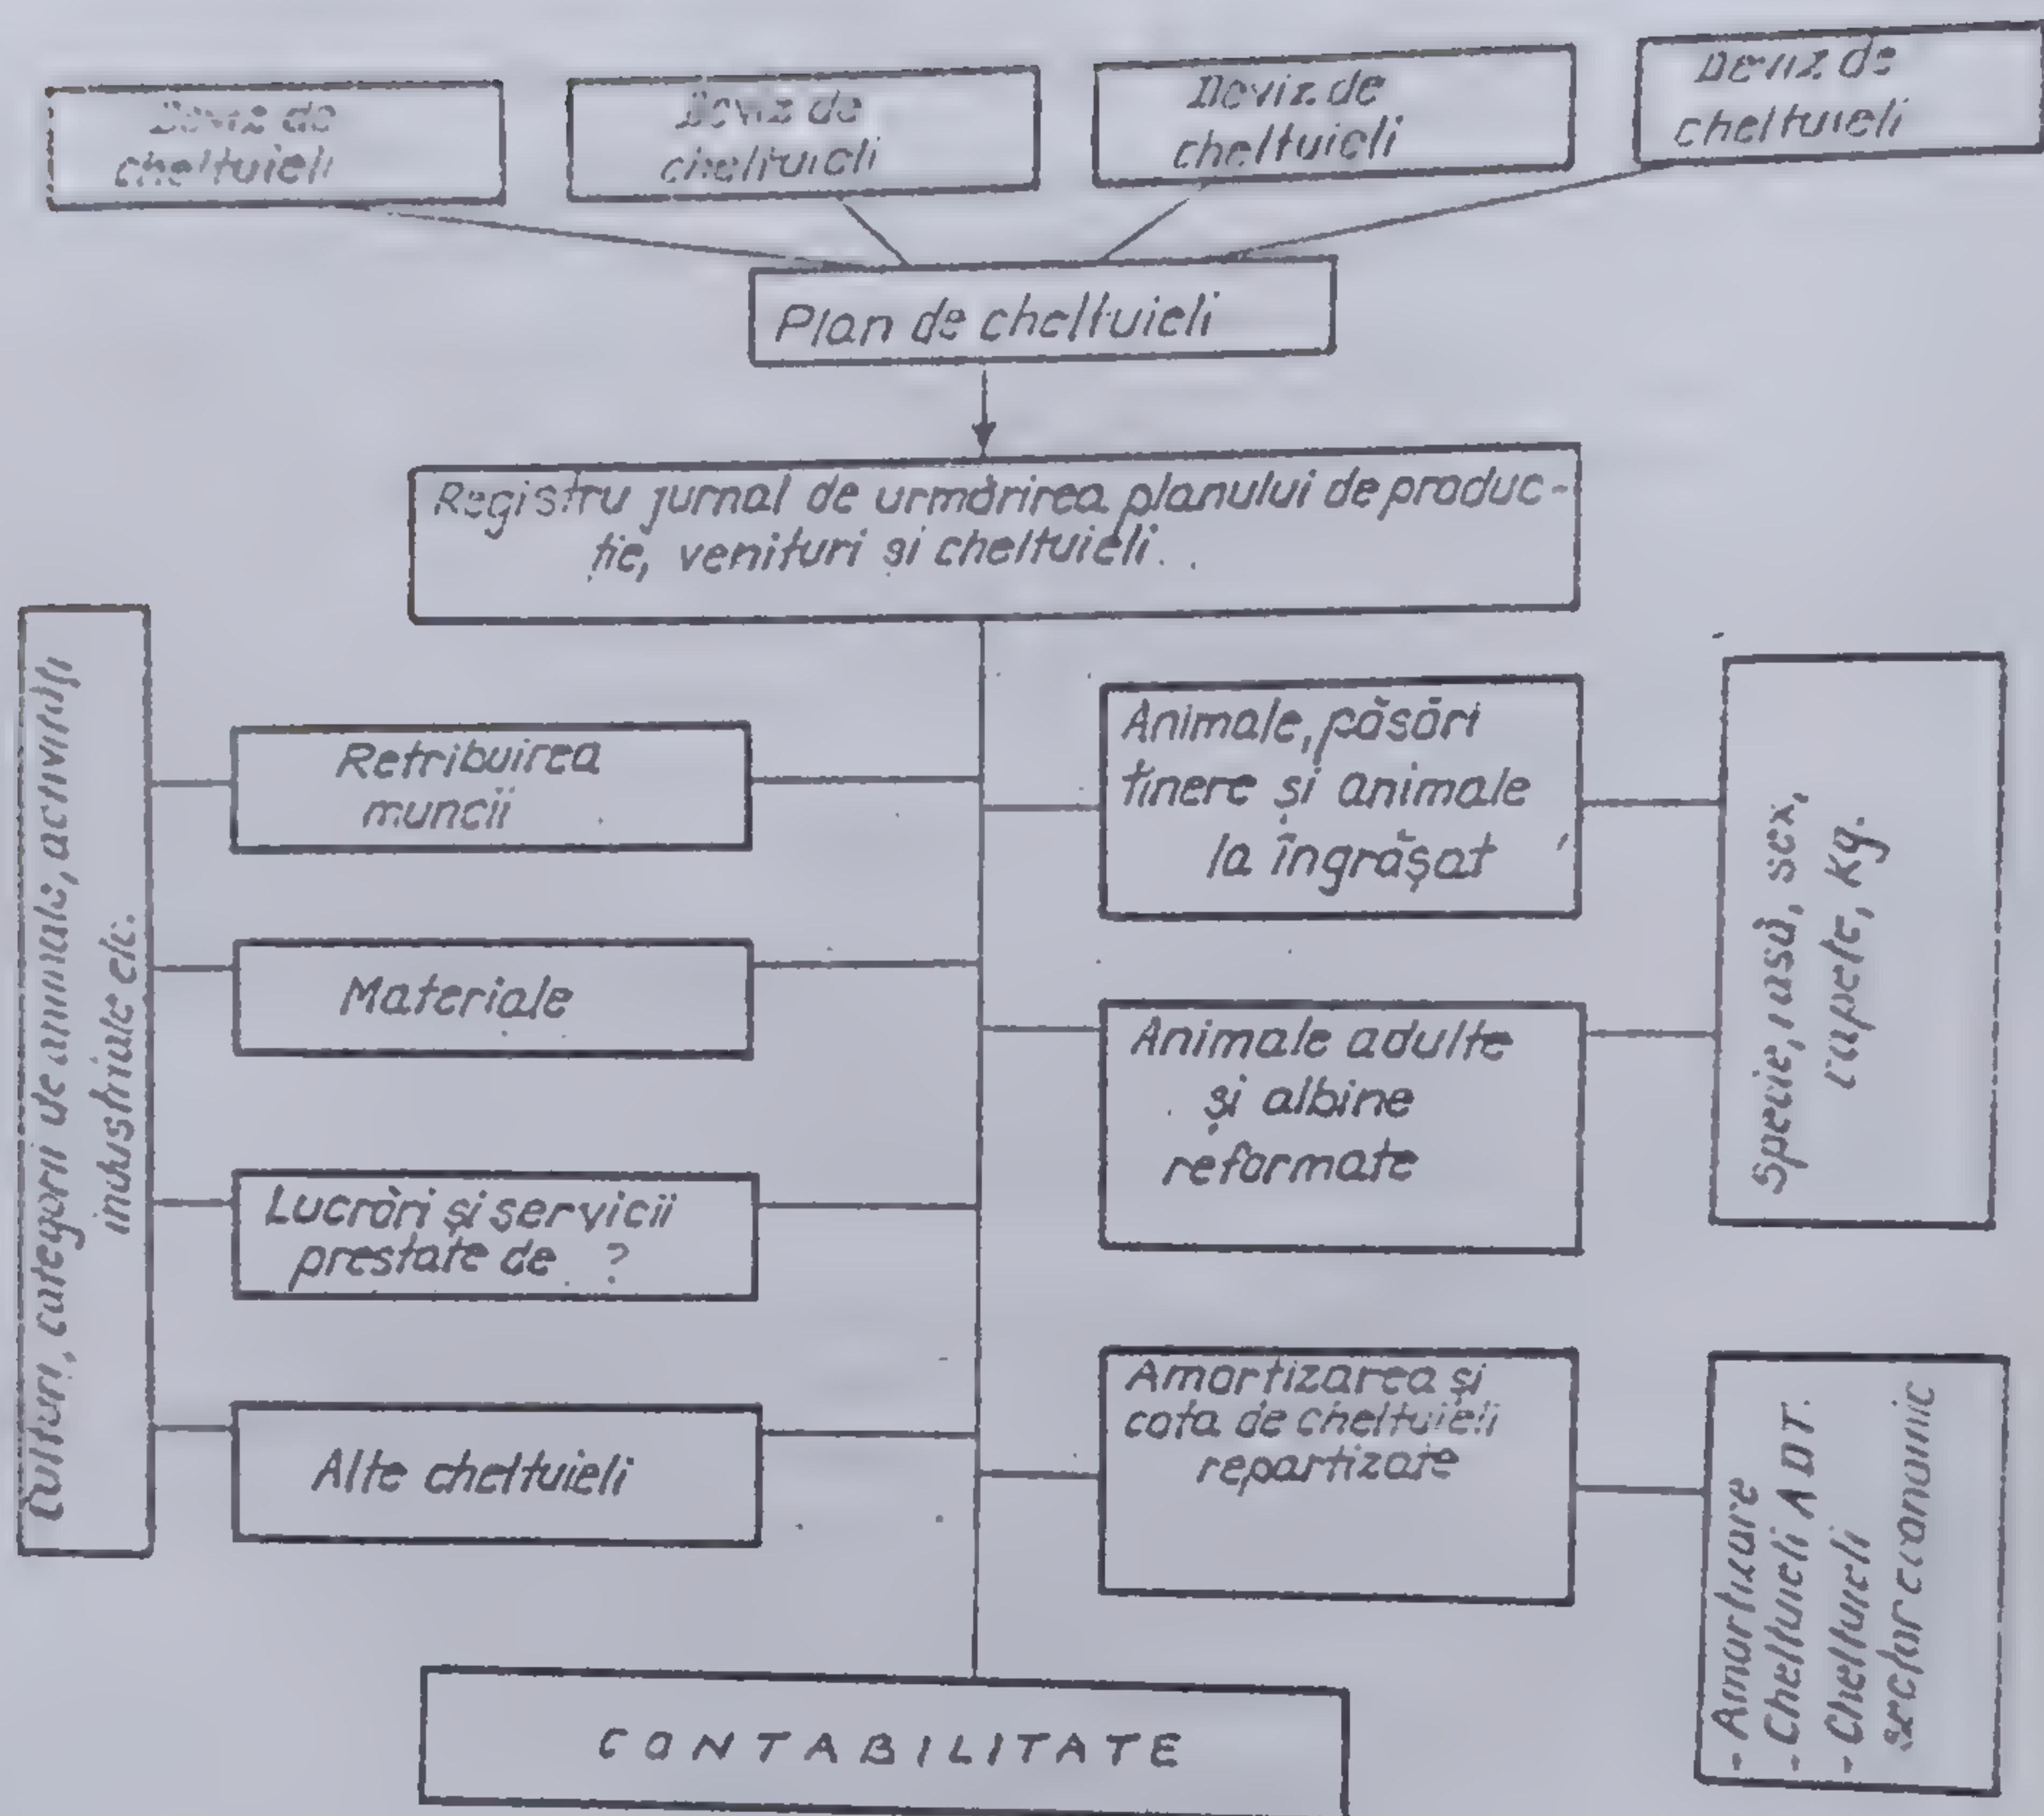 Deviz de
cheltuieli
Deviz de
cheltuieli
Deviz de
cheltuieli
Deviz de
cheltuieli
Plan de cheltuieli
Registru jurnal de urmărirea planului de produc-
ție, venituri și cheltuieli.
Culturi, categorii de animale, activități
industriale etc.
Retribuirea
muncii
Materiale
Lucrări și servicii
prestate de ?
Alte cheltuieli
Animale, păsări
tinere și animale
la îngrășat
Animale adulte
și albine
reformate
Amortizarea și
cota de cheltuieli
repartizate
Specie, rasă, sex,
capete, Kg.
- Amortizare
- Cheltuieli ADT.
- Cheltuieli
sector economic
CONTABILITATE